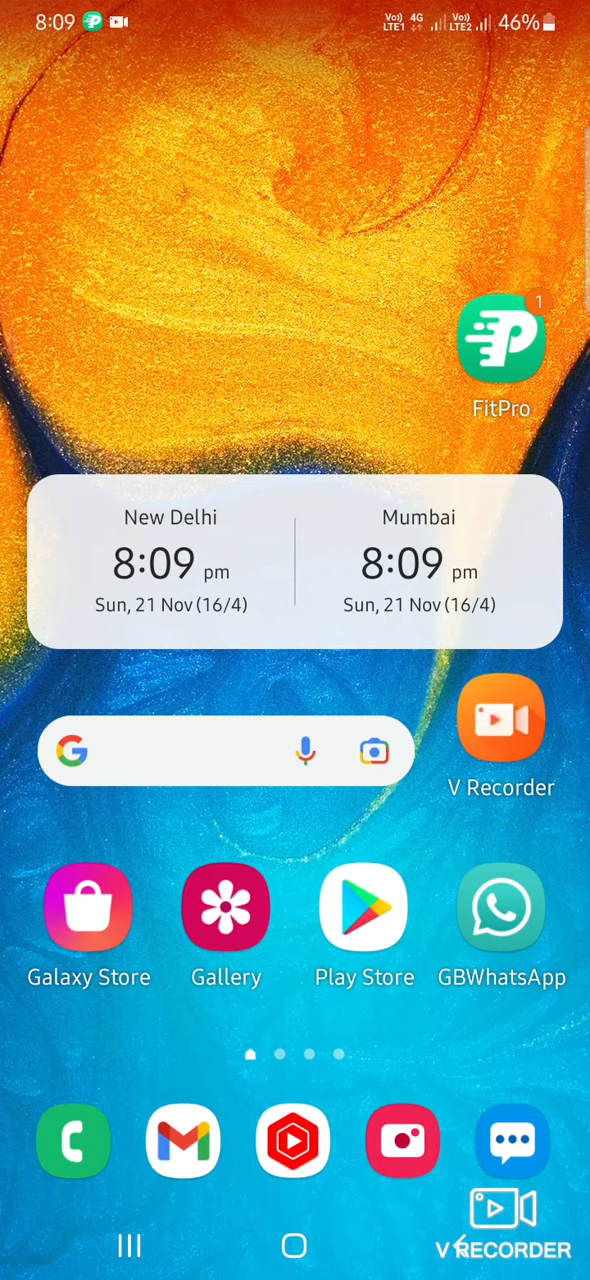 8:09
Vo)) 4G Vo)) 46%
LTE1 LTE2
1
FitPro
New Delhi
8:09 pm
Sun, 21 Nov (16/4)
Mumbai
8:09 pm
Sun, 21 Nov (16/4)
V Recorder
Galaxy Store
Gallery
Play Store
GBWhatsApp
V RECORDER